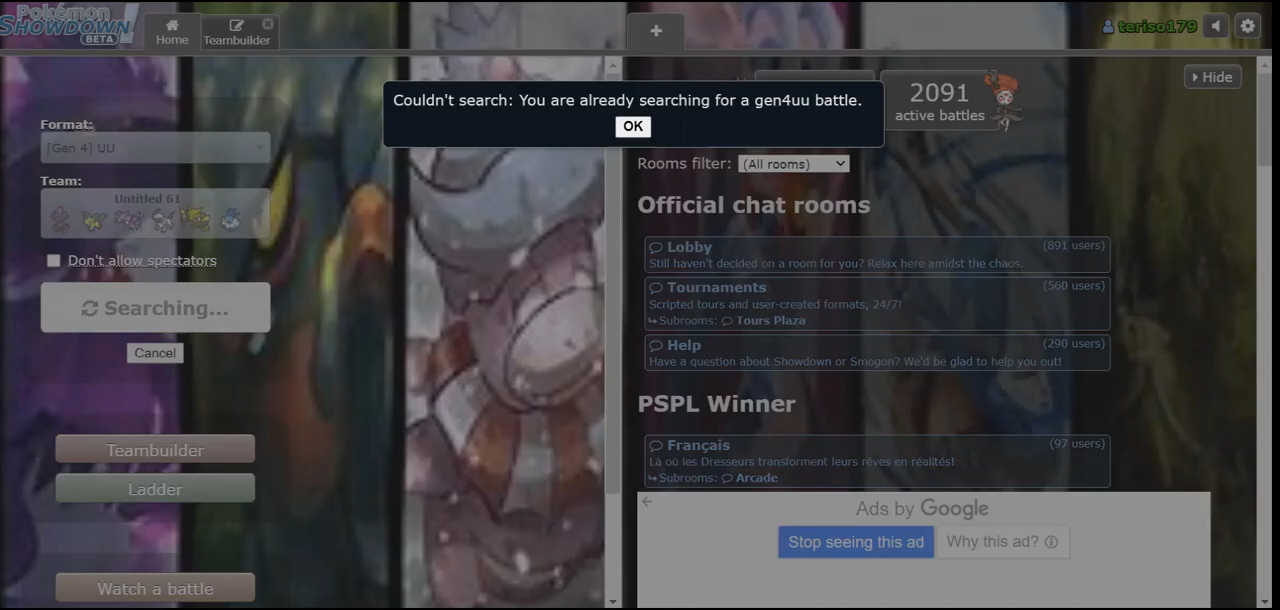 Pokémon
SHOWDOWN!
BETA
Home
Teambuilder
+
teriso179
Couldn't search: You are already searching for a gen4uu battle.
OK
2091
active battles
Hide
Format:
[Gen 4] UU
Team:
Untitled 61
Don't allow spectators
Searching...
Cancel
Teambuilder
Ladder
Watch a battle
Rooms filter: (All rooms)
Official chat rooms
Lobby (891 users)
Still haven't decided on a room for you? Relax here amidst the chaos.
Tournaments (560 users)
Scripted tours and user-created formats, 24/7!
Subrooms: Tours Plaza
Help (290 users)
Have a question about Showdown or Smogon? We'd be glad to help you out!
PSPL Winner
Français (97 users)
Là où les Dresseurs transforment leurs rêves en réalités!
Subrooms: Arcade
Ads by Google
Stop seeing this ad
Why this ad?